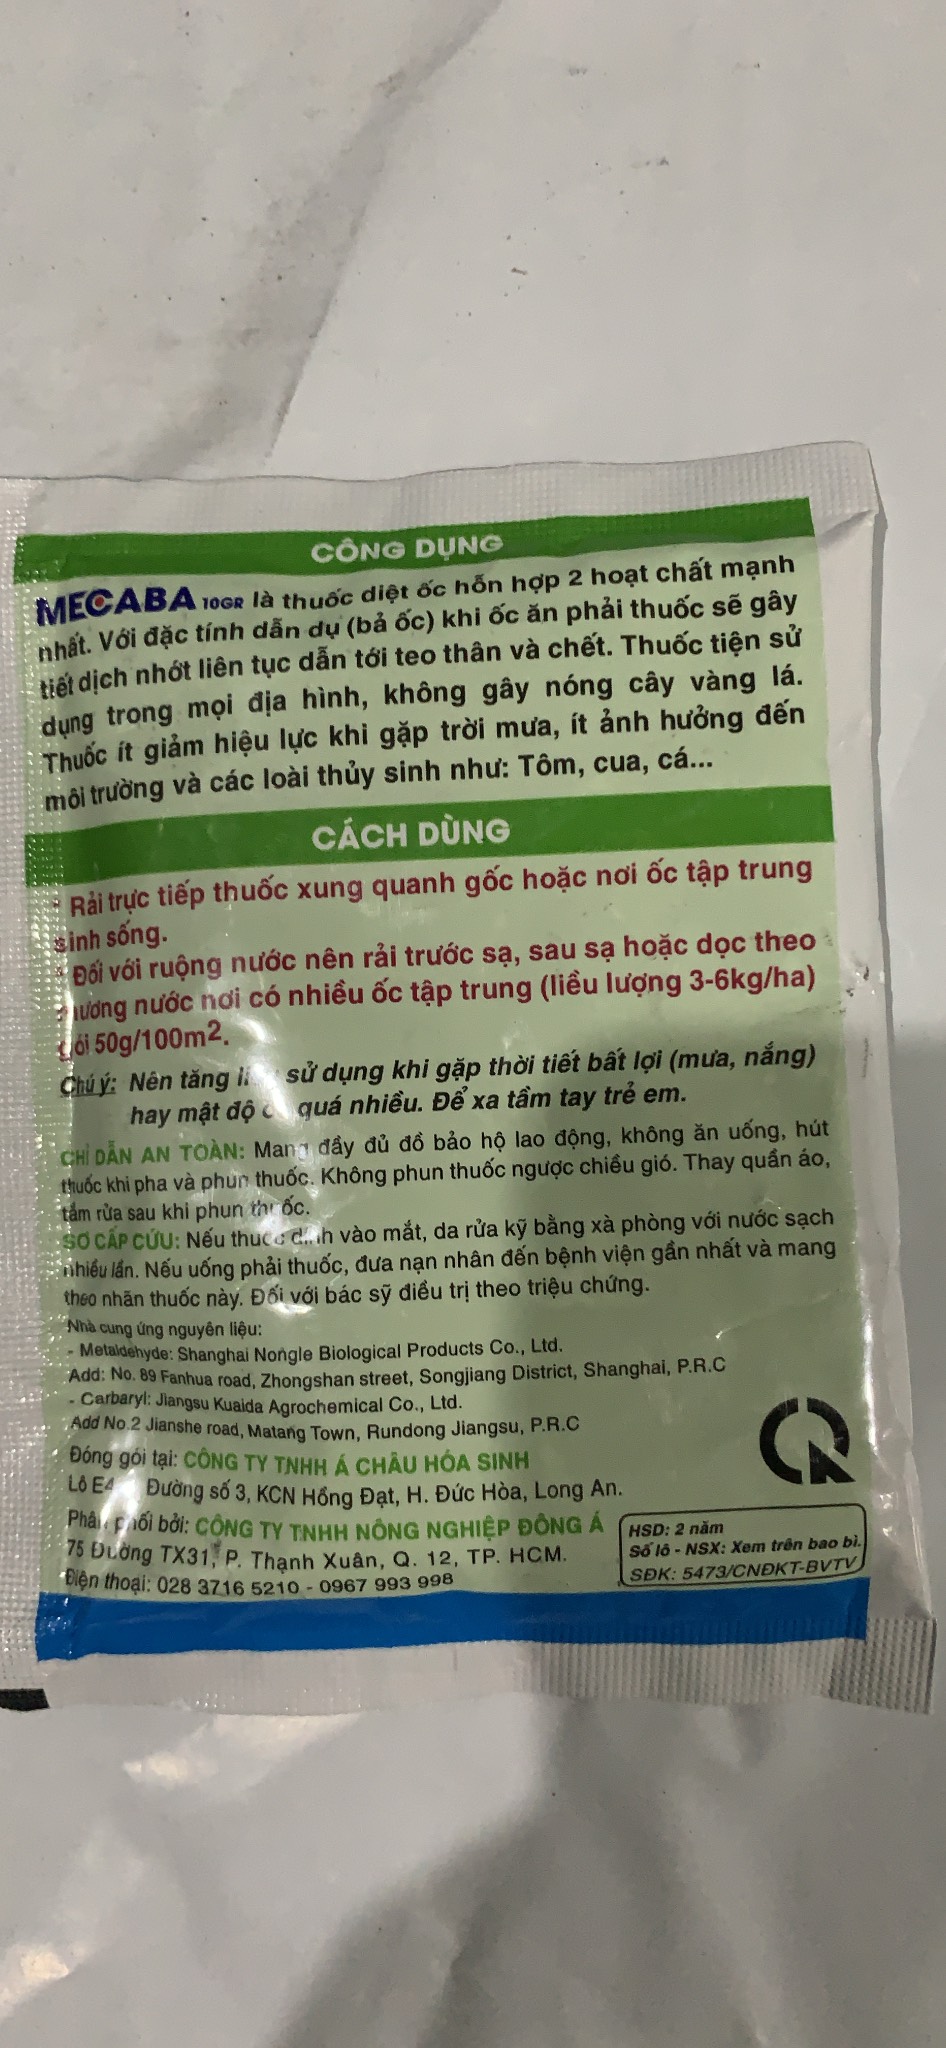 CÔNG DỤNG
MECABA 10GR là thuốc diệt ốc hỗn hợp 2 hoạt chất mạnh
nhất. Với đặc tính dẫn dụ (bả ốc) khi ốc ăn phải thuốc sẽ gây
tiết dịch nhớt liên tục dẫn tới teo thân và chết. Thuốc tiện sử
dụng trong mọi địa hình, không gây nóng cây vàng lá.
Thuốc ít giảm hiệu lực khi gặp trời mưa, ít ảnh hưởng đến
môi trường và các loài thủy sinh như: Tôm, cua, cá...
CÁCH DÙNG
* Rải trực tiếp thuốc xung quanh gốc hoặc nơi ốc tập trung
sinh sống.
* Đối với ruộng nước nên rải trước sạ, sau sạ hoặc dọc theo
mương nước nơi có nhiều ốc tập trung (liều lượng 3-6kg/ha)
gói 50g/100m2.
Chú ý: Nên tăng sử dụng khi gặp thời tiết bất lợi (mưa, nắng)
hay mật độ quá nhiều. Để xa tầm tay trẻ em.
CHỈ DẪN AN TOÀN: Mang đầy đủ đồ bảo hộ lao động, không ăn uống, hút
thuốc khi pha và phun thuốc. Không phun thuốc ngược chiều gió. Thay quần áo,
tắm rửa sau khi phun thuốc.
SƠ CẤP CỨU: Nếu thuốc dính vào mắt, da rửa kỹ bằng xà phòng với nước sạch
nhiều lần. Nếu uống phải thuốc, đưa nạn nhân đến bệnh viện gần nhất và mang
theo nhãn thuốc này. Đối với bác sỹ điều trị theo triệu chứng.
Nhà cung ứng nguyên liệu:
- Metaldehyde: Shanghai Nongle Biological Products Co., Ltd.
Add: No. 89 Fanhua road, Zhongshan street, Songjiang District, Shanghai, P.R.C
- Carbaryl: Jiangsu Kuaida Agrochemical Co., Ltd.
Add No.2 Jianshe road, Matang Town, Rundong Jiangsu, P.R.C
Đóng gói tại: CÔNG TY TNHH Á CHÂU HÓA SINH
Lô Đường số 3, KCN Hồng Đạt, H. Đức Hòa, Long An.
Phân phối bởi: CÔNG TY TNHH NÔNG NGHIỆP ĐÔNG Á
75 Đường TX31, P. Thạnh Xuân, Q. 12, TP. HCM.
Điện thoại: 028 3716 5210 - 0967 993 998
HSD: 2 năm
Số lô - NSX: Xem trên bao bì.
SĐK: 5473/CNĐKT-BVTV